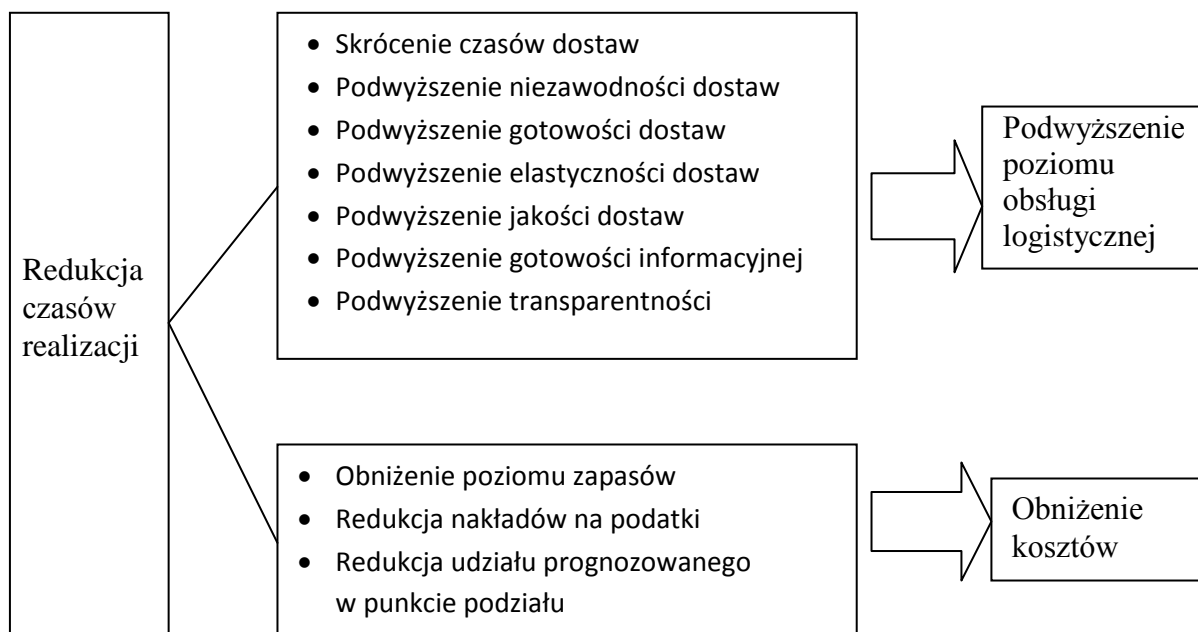 Redukcja
czasów
realizacji
• Skrócenie czasów dostaw
• Podwyższenie niezawodności dostaw
• Podwyższenie gotowości dostaw
• Podwyższenie elastyczności dostaw
• Podwyższenie jakości dostaw
• Podwyższenie gotowości informacyjnej
• Podwyższenie transparentności
Podwyższenie
poziomu
obsługi
logistycznej
• Obniżenie poziomu zapasów
• Redukcja nakładów na podatki
• Redukcja udziału prognozowanego
w punkcie podziału
Obniżenie
kosztów